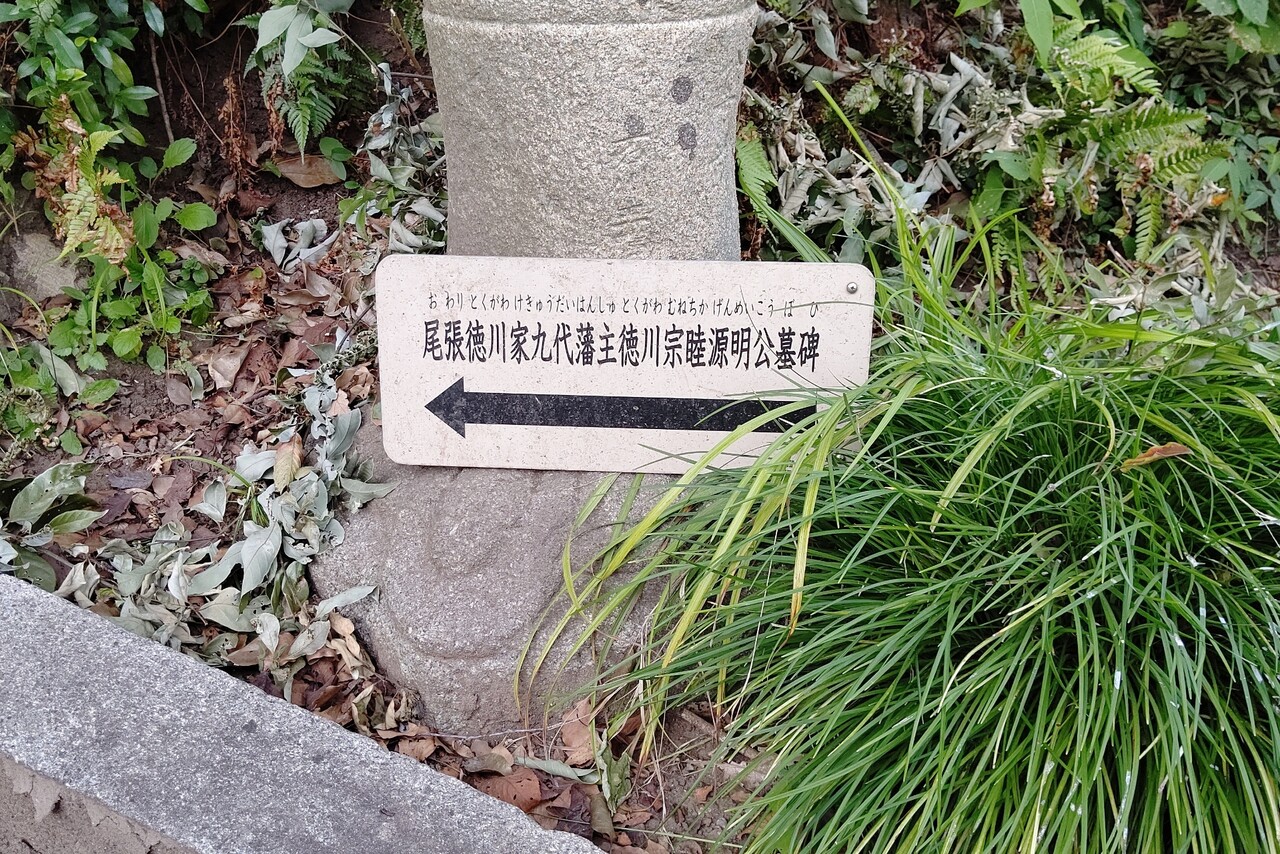 おわりとくがわけきゅうだいはんしゅとくがわむねちかげんめいこうぼひ
尾張徳川家九代藩主徳川宗睦源明公墓碑